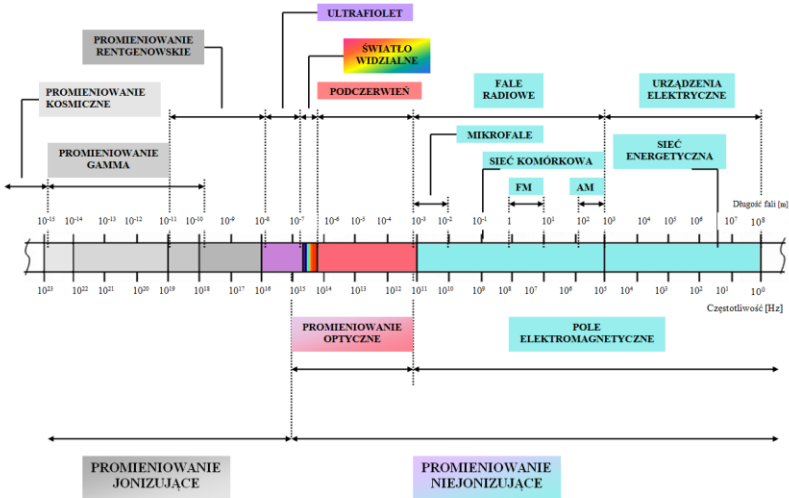 ULTRAFIOLET
PROMIENIOWANIE
RENTGENOWSKIE
ŚWIATŁO
WIDZIALNE
PROMIENIOWANIE
KOSMICZNE
PODCZERWIEŃ
FALE
RADIOWE
URZĄDZENIA
ELEKTRYCZNE
MIKROFALE
PROMIENIOWANIE
GAMMA
SIEĆ KOMÓRKOWA
SIEĆ
ENERGETYCZNA
FM
AM
Długość fali [m]
10⁻¹⁵ 10⁻¹⁴ 10⁻¹³ 10⁻¹² 10⁻¹¹ 10⁻¹⁰ 10⁻⁹ 10⁻⁸ 10⁻⁷ 10⁻⁶ 10⁻⁵ 10⁻⁴ 10⁻³ 10⁻² 10⁻¹ 1 10¹ 10² 10³ 10⁴ 10⁵ 10⁶ 10⁷ 10⁸
10²³ 10²² 10²¹ 10²⁰ 10¹⁹ 10¹⁸ 10¹⁷ 10¹⁶ 10¹⁵ 10¹⁴ 10¹³ 10¹² 10¹¹ 10¹⁰ 10⁹ 10⁸ 10⁷ 10⁶ 10⁵ 10⁴ 10³ 10² 10¹ 10⁰
Częstotliwość [Hz]
PROMIENIOWANIE
OPTYCZNE
POLE
ELEKTROMAGNETYCZNE
PROMIENIOWANIE
JONIZUJĄCE
PROMIENIOWANIE
NIEJONIZUJĄCE